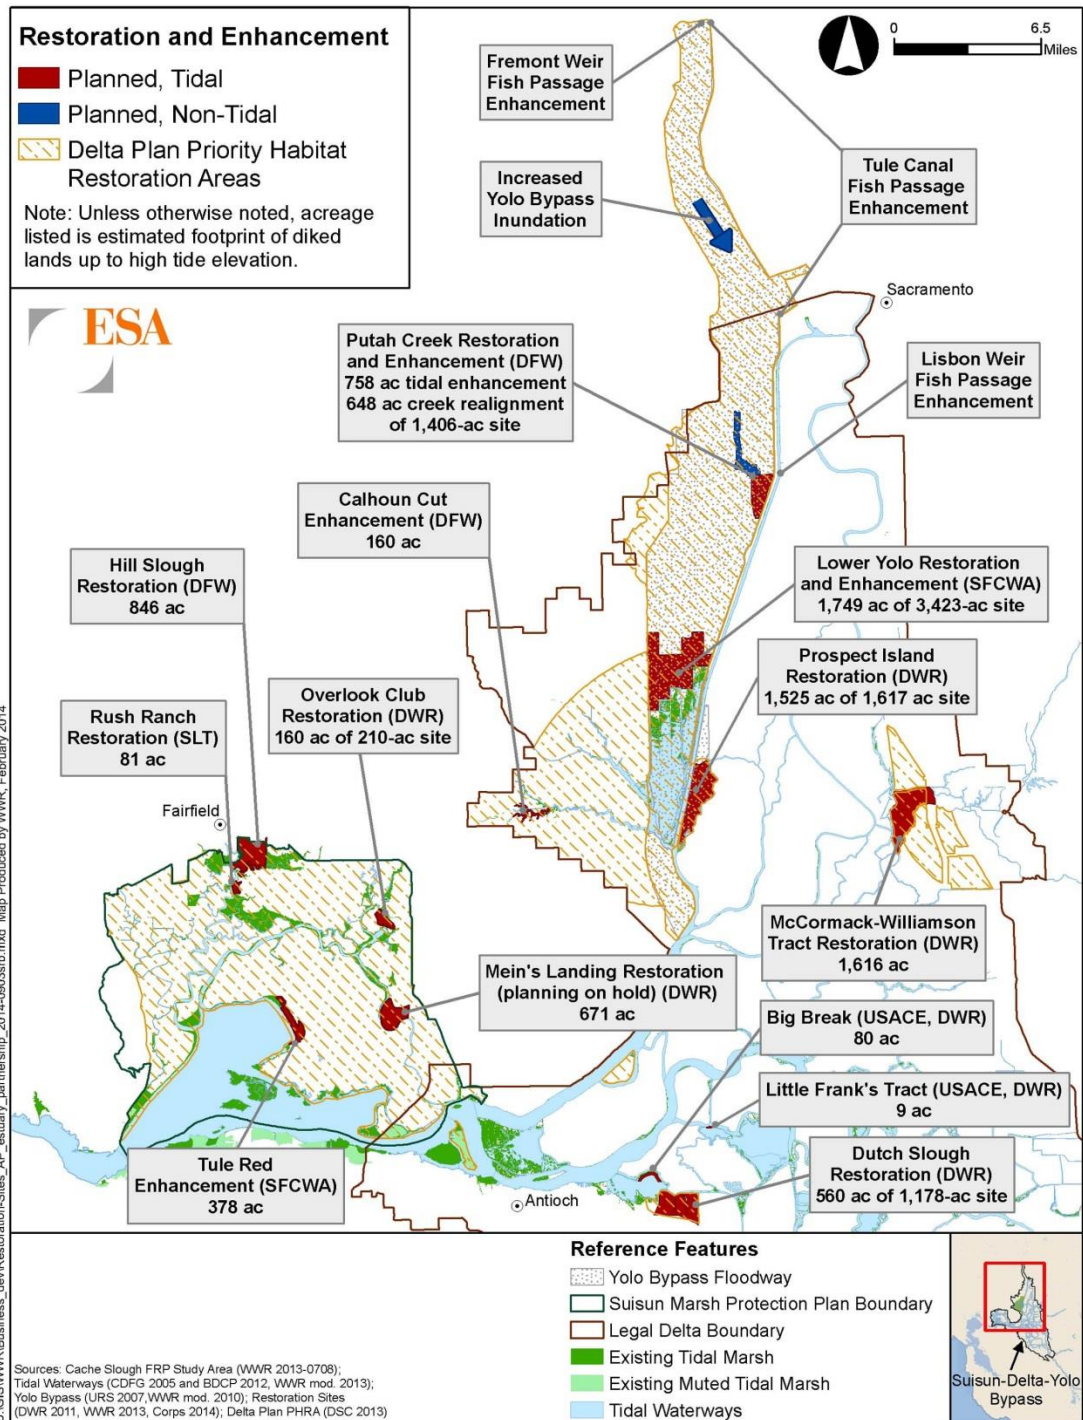 Restoration and Enhancement
Planned, Tidal
Planned, Non-Tidal
Delta Plan Priority Habitat
Restoration Areas
Note: Unless otherwise noted, acreage
listed is estimated footprint of diked
lands up to high tide elevation.
ESA
0 6.5
Miles
Fremont Weir
Fish Passage
Enhancement
Increased
Yolo Bypass
Inundation
Tule Canal
Fish Passage
Enhancement
Sacramento
Putah Creek Restoration
and Enhancement (DFW)
758 ac tidal enhancement
648 ac creek realignment
of 1,406-ac site
Lisbon Weir
Fish Passage
Enhancement
Calhoun Cut
Enhancement (DFW)
160 ac
Hill Slough
Restoration (DFW)
846 ac
Lower Yolo Restoration
and Enhancement (SFCWA)
1,749 ac of 3,423-ac site
Prospect Island
Restoration (DWR)
1,525 ac of 1,617 ac site
Overlook Club
Restoration (DWR)
160 ac of 210-ac site
Rush Ranch
Restoration (SLT)
81 ac
Fairfield
McCormack-Williamson
Tract Restoration (DWR)
1,616 ac
Mein's Landing Restoration
(planning on hold) (DWR)
671 ac
Big Break (USACE, DWR)
80 ac
Little Frank's Tract (USACE, DWR)
9 ac
Dutch Slough
Restoration (DWR)
560 ac of 1,178-ac site
Tule Red
Enhancement (SFCWA)
378 ac
Antioch
Reference Features
Yolo Bypass Floodway
Suisun Marsh Protection Plan Boundary
Legal Delta Boundary
Existing Tidal Marsh
Existing Muted Tidal Marsh
Tidal Waterways
Suisun-Delta-Yolo
Bypass
Sources: Cache Slough FRP Study Area (WWR 2013-0708);
Tidal Waterways (CDFG 2005 and BDCP 2012, WWR mod. 2013);
Yolo Bypass (URS 2007,WWR mod. 2010); Restoration Sites
(DWR 2011, WWR 2013, Corps 2014); Delta Plan PHRA (DSC 2013)
Map Produced by WWR, February 2014